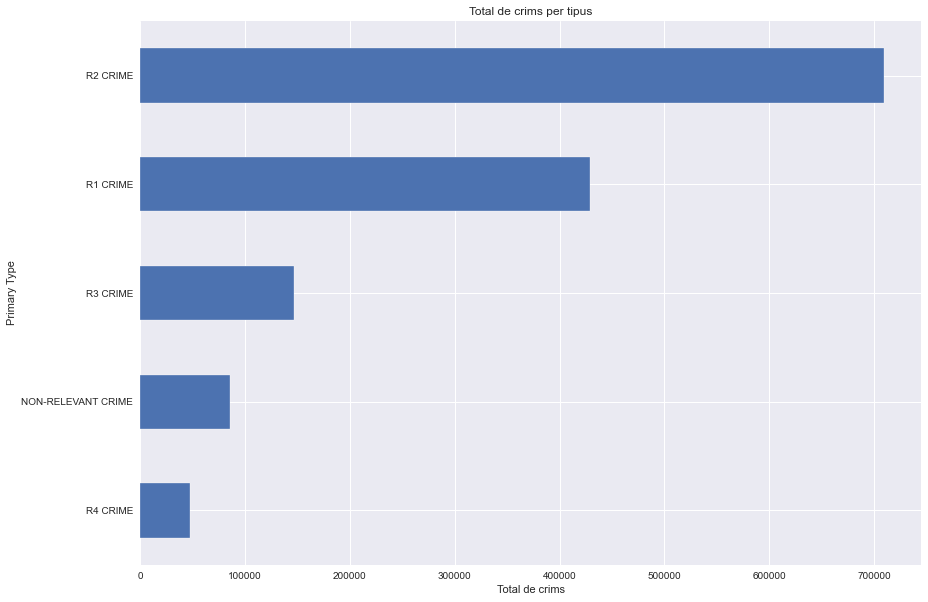 Total de crims per tipus
R2 CRIME
R1 CRIME
R3 CRIME
NON-RELEVANT CRIME
R4 CRIME
Primary Type
0 100000 200000 300000 400000 500000 600000 700000
Total de crims